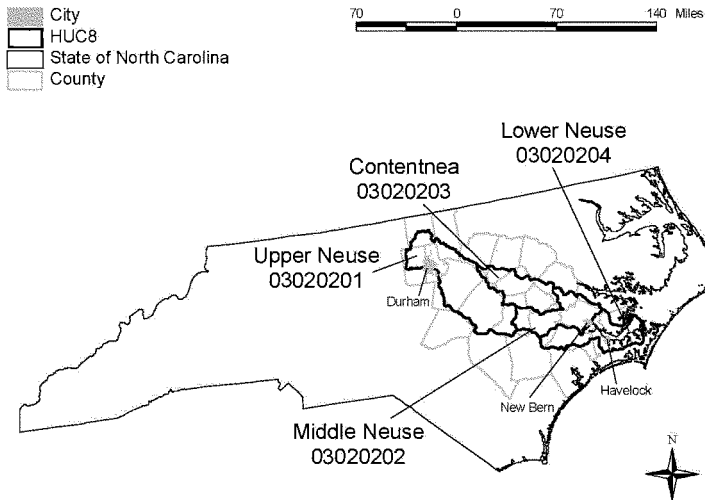 City
HUC8
State of North Carolina
County
70 0 70 140 Miles
Lower Neuse
03020204
Contentnea
03020203
Upper Neuse
03020201
Durham
Havelock
New Bern
Middle Neuse
03020202
N